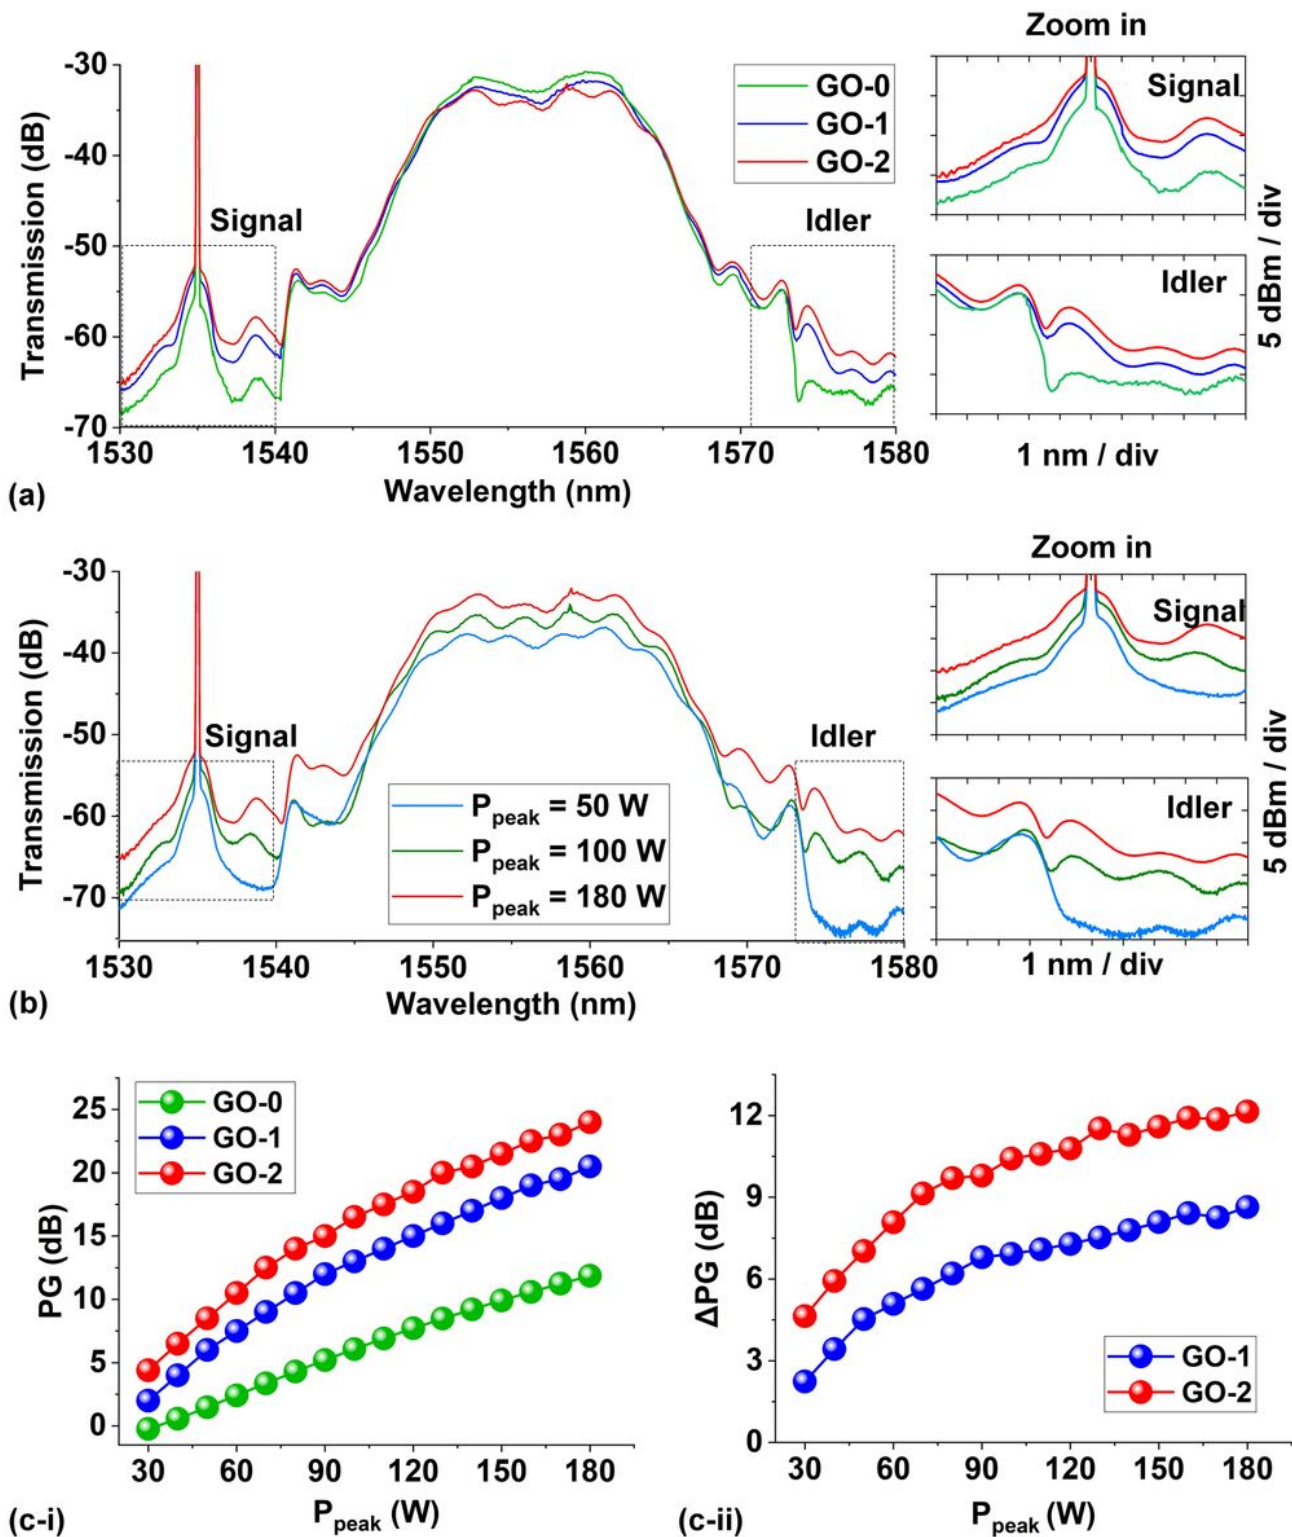 Zoom in
-30
-40
-50
-60
-70
Transmission (dB)
GO-0
GO-1
GO-2
Signal
Idler
1530
1540
1550
1560
1570
1580
Wavelength (nm)
Signal
Idler
5 dBm / div
1 nm / div
(a)
Zoom in
-30
-40
-50
-60
-70
Transmission (dB)
Signal
Idler
P_peak = 50 W
P_peak = 100 W
P_peak = 180 W
1530
1540
1550
1560
1570
1580
Wavelength (nm)
Signal
Idler
5 dBm / div
1 nm / div
(b)
GO-0
GO-1
GO-2
25
20
15
10
5
0
PG (dB)
30
60
90
120
150
180
P_peak (W)
(c-i)
12
9
6
3
0
ΔPG (dB)
GO-1
GO-2
30
60
90
120
150
180
P_peak (W)
(c-ii)